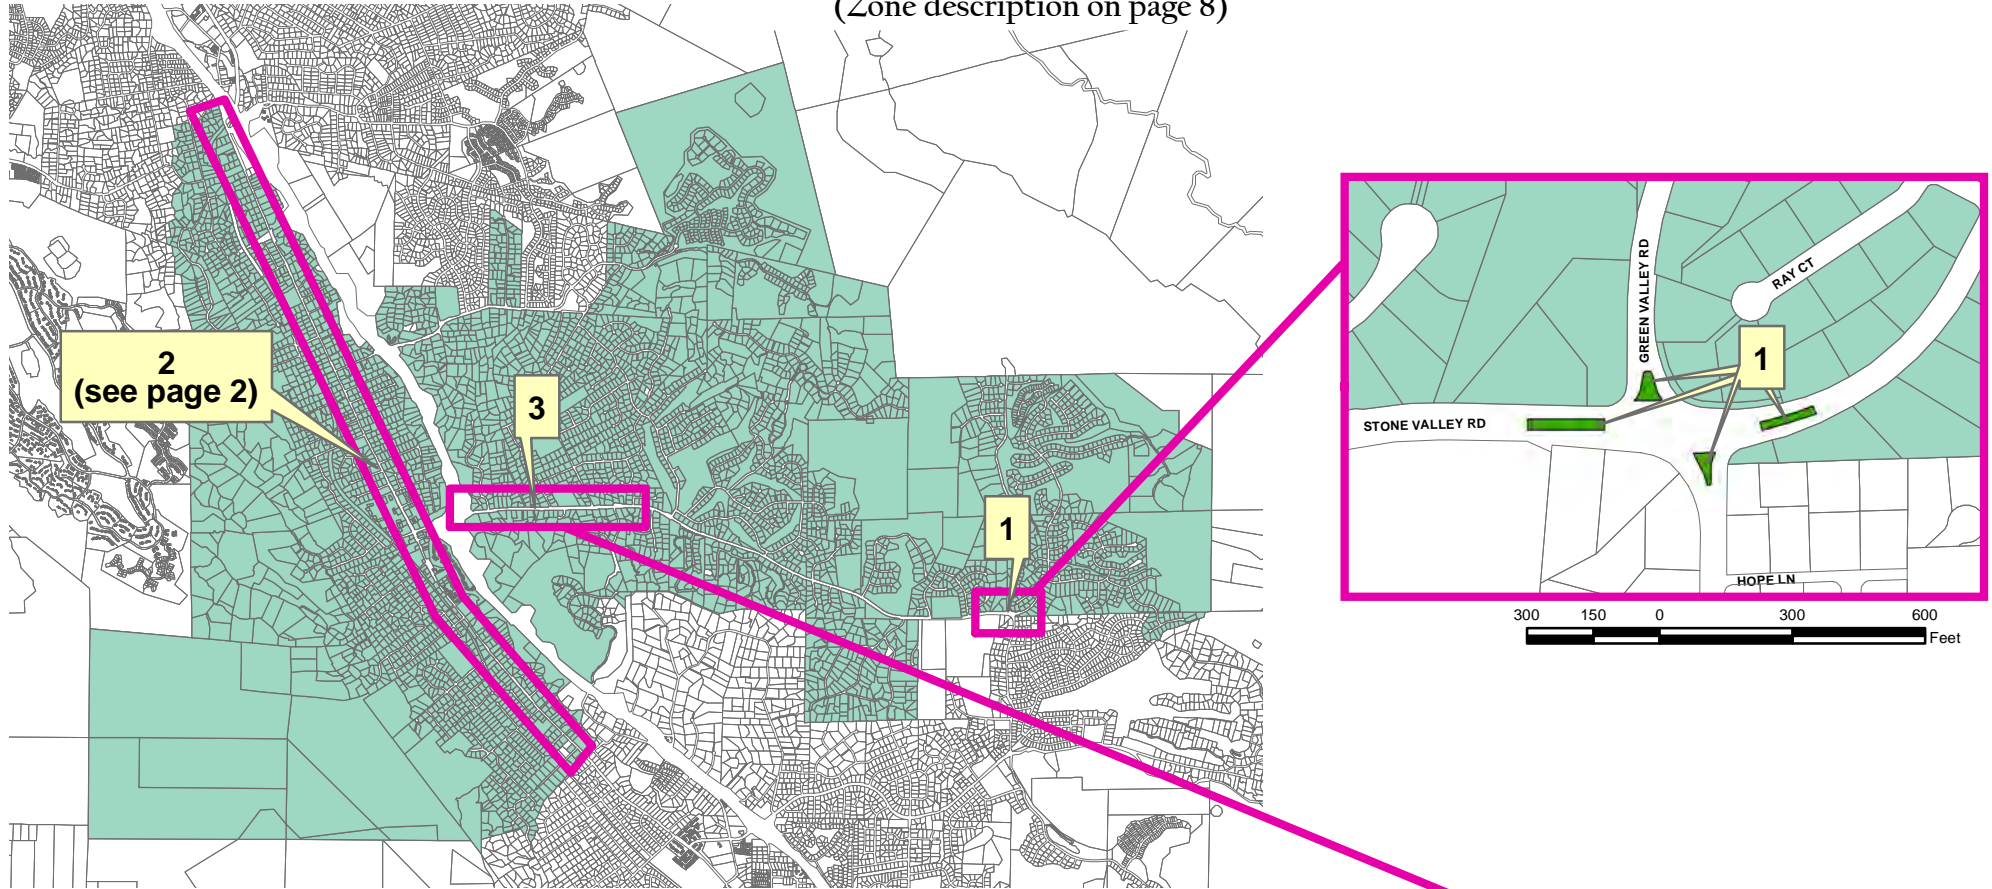 (Zone description on page 8)
2
(see page 2)
3
1
GREEN VALLEY RD
RAY CT
1
STONE VALLEY RD
HOPE LN
300 150 0 300 600
Feet